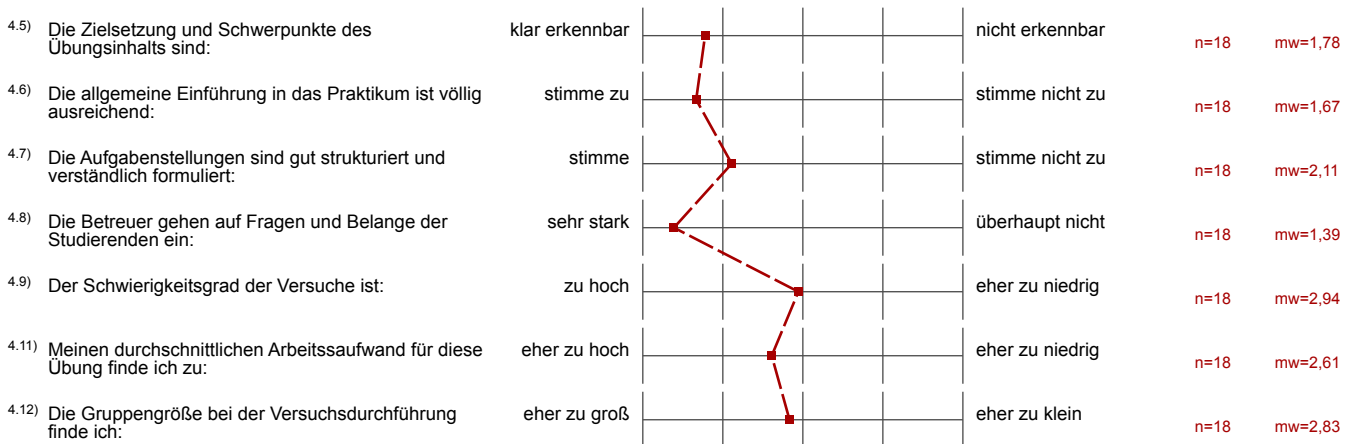 4.5) Die Zielsetzung und Schwerpunkte des
Übungsinhalts sind:
klar erkennbar
nicht erkennbar
n=18
mw=1,78
4.6) Die allgemeine Einführung in das Praktikum ist völlig
ausreichend:
stimme zu
stimme nicht zu
n=18
mw=1,67
4.7) Die Aufgabenstellungen sind gut strukturiert und
verständlich formuliert:
stimme
stimme nicht zu
n=18
mw=2,11
4.8) Die Betreuer gehen auf Fragen und Belange der
Studierenden ein:
sehr stark
überhaupt nicht
n=18
mw=1,39
4.9) Der Schwierigkeitsgrad der Versuche ist:
zu hoch
eher zu niedrig
n=18
mw=2,94
4.11) Meinen durchschnittlichen Arbeitssaufwand für diese
Übung finde ich zu:
eher zu hoch
eher zu niedrig
n=18
mw=2,61
4.12) Die Gruppengröße bei der Versuchsdurchführung
finde ich:
eher zu groß
eher zu klein
n=18
mw=2,83